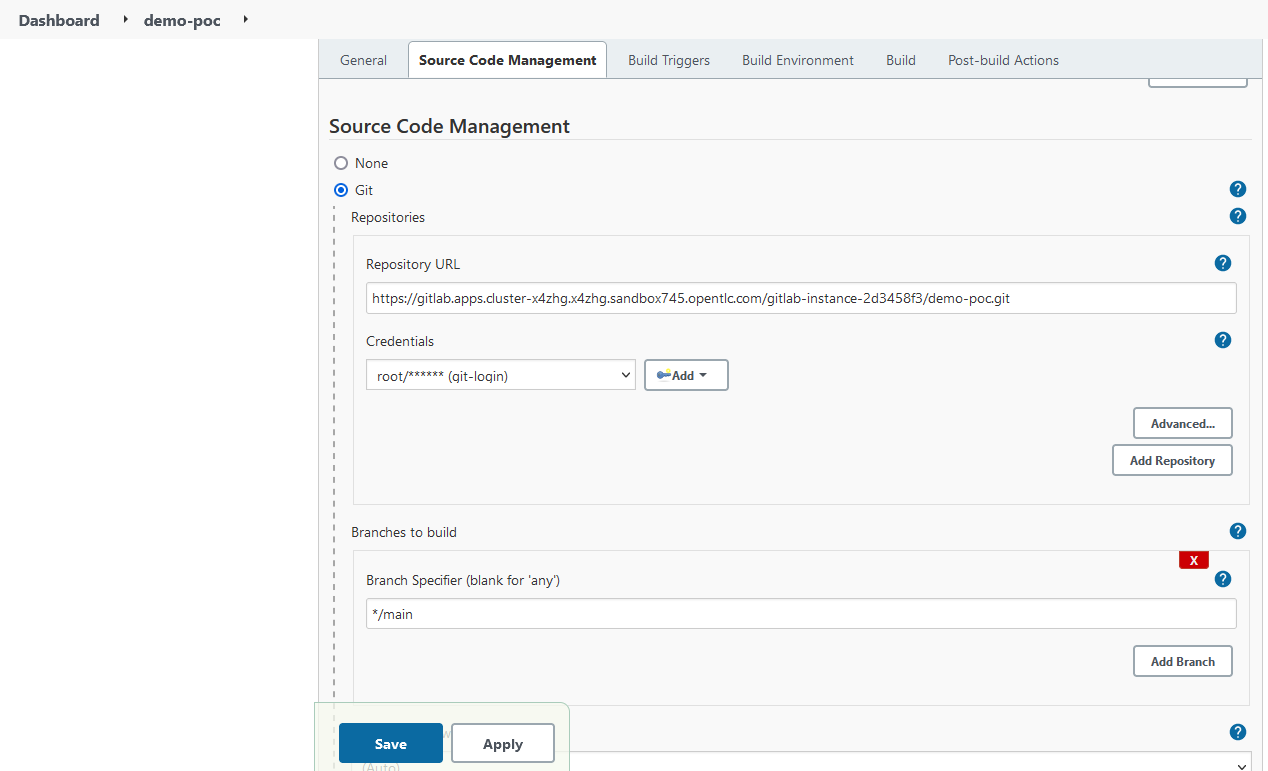 Dashboard demo-poc
General Source Code Management Build Triggers Build Environment Build Post-build Actions
Source Code Management
None
Git
?
Repositories
?
Repository URL
?
https://gitlab.apps.cluster-x4zhg.x4zhg.sandbox745.opentlc.com/gitlab-instance-2d3458f3/demo-poc.git
Credentials
?
root/****** (git-login)
Add
Advanced...
Add Repository
Branches to build
?
X
Branch Specifier (blank for 'any')
?
*/main
Add Branch
?
Save Apply
(Auto)